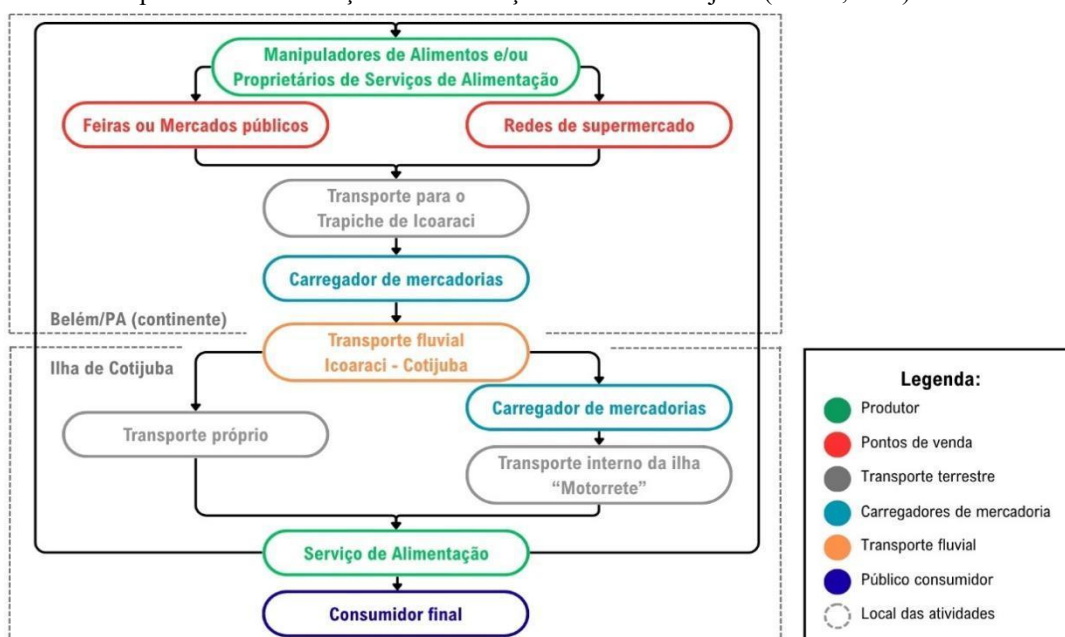 Manipuladores de Alimentos e/ou
Proprietários de Serviços de Alimentação
Feiras ou Mercados públicos
Redes de supermercado
Transporte para o
Trapiche de Icoaraci
Carregador de mercadorias
Belém/PA (continente)
Transporte fluvial
Icoaraci - Cotijuba
Ilha de Cotijuba
Carregador de mercadorias
Transporte próprio
Transporte interno da ilha
“Motorrete”
Serviço de Alimentação
Consumidor final
Legenda:
Produtor
Pontos de venda
Transporte terrestre
Carregadores de mercadoria
Transporte fluvial
Público consumidor
Local das atividades